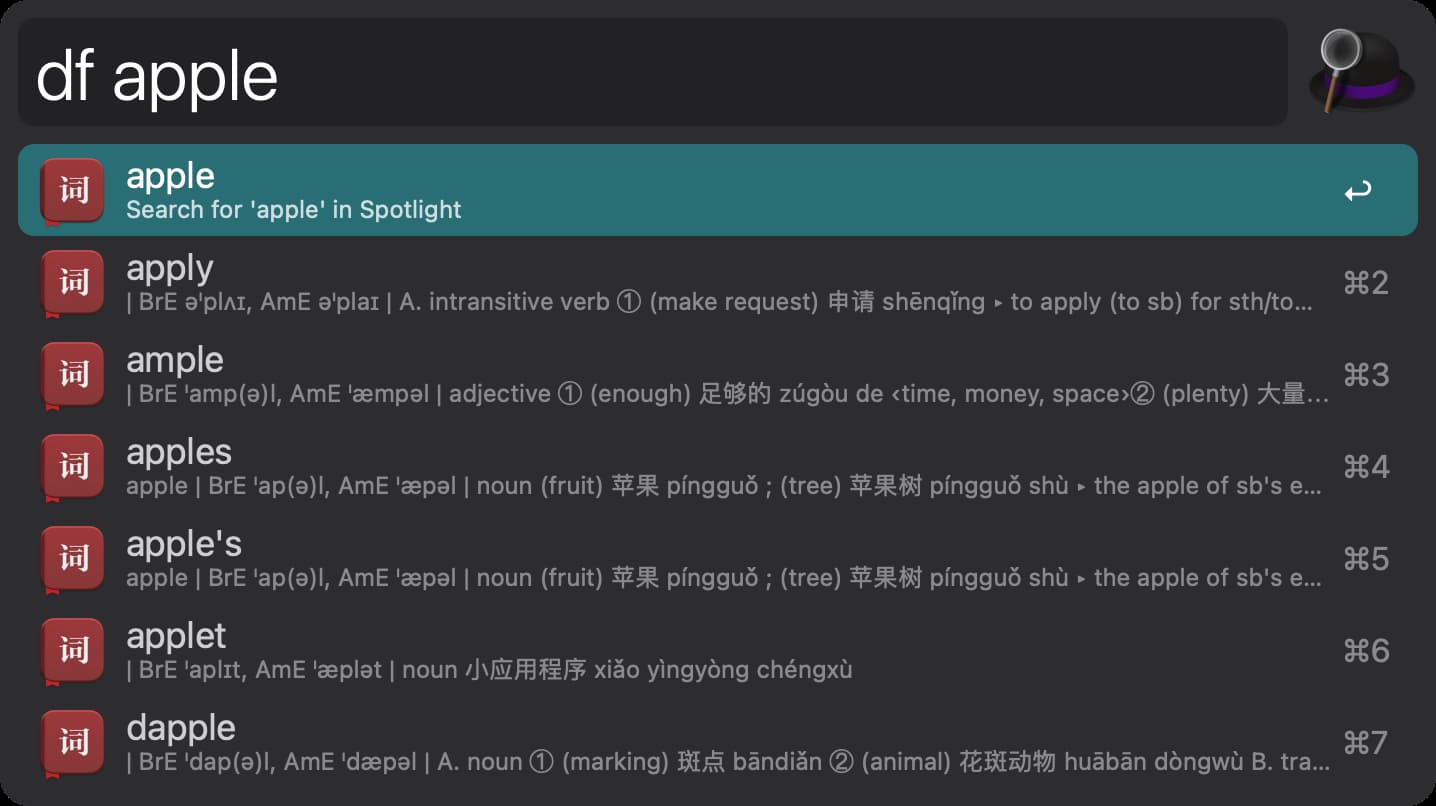 df apple
词 apple
Search for 'apple' in Spotlight
词 apply ⌘2
| BrE əˈplʌɪ, AmE əˈplaɪ | A. intransitive verb ① (make request) 申请 shēnqǐng ▸ to apply (to sb) for sth/to...
词 ample ⌘3
| BrE ˈamp(ə)l, AmE ˈæmpəl | adjective ① (enough) 足够的 zúgòu de ‹time, money, space›② (plenty) 大量...
词 apples ⌘4
apple | BrE ˈap(ə)l, AmE ˈæpəl | noun (fruit) 苹果 píngguǒ ; (tree) 苹果树 píngguǒ shù ▸ the apple of sb's e...
词 apple's ⌘5
apple | BrE ˈap(ə)l, AmE ˈæpəl | noun (fruit) 苹果 píngguǒ ; (tree) 苹果树 píngguǒ shù ▸ the apple of sb's e...
词 applet ⌘6
| BrE ˈaplɪt, AmE ˈæplət | noun 小应用程序 xiǎo yìngyòng chéngxù
词 dapple ⌘7
| BrE ˈdap(ə)l, AmE ˈdæpəl | A. noun ① (marking) 斑点 bāndiǎn ② (animal) 花斑动物 huābān dòngwù B. tra...